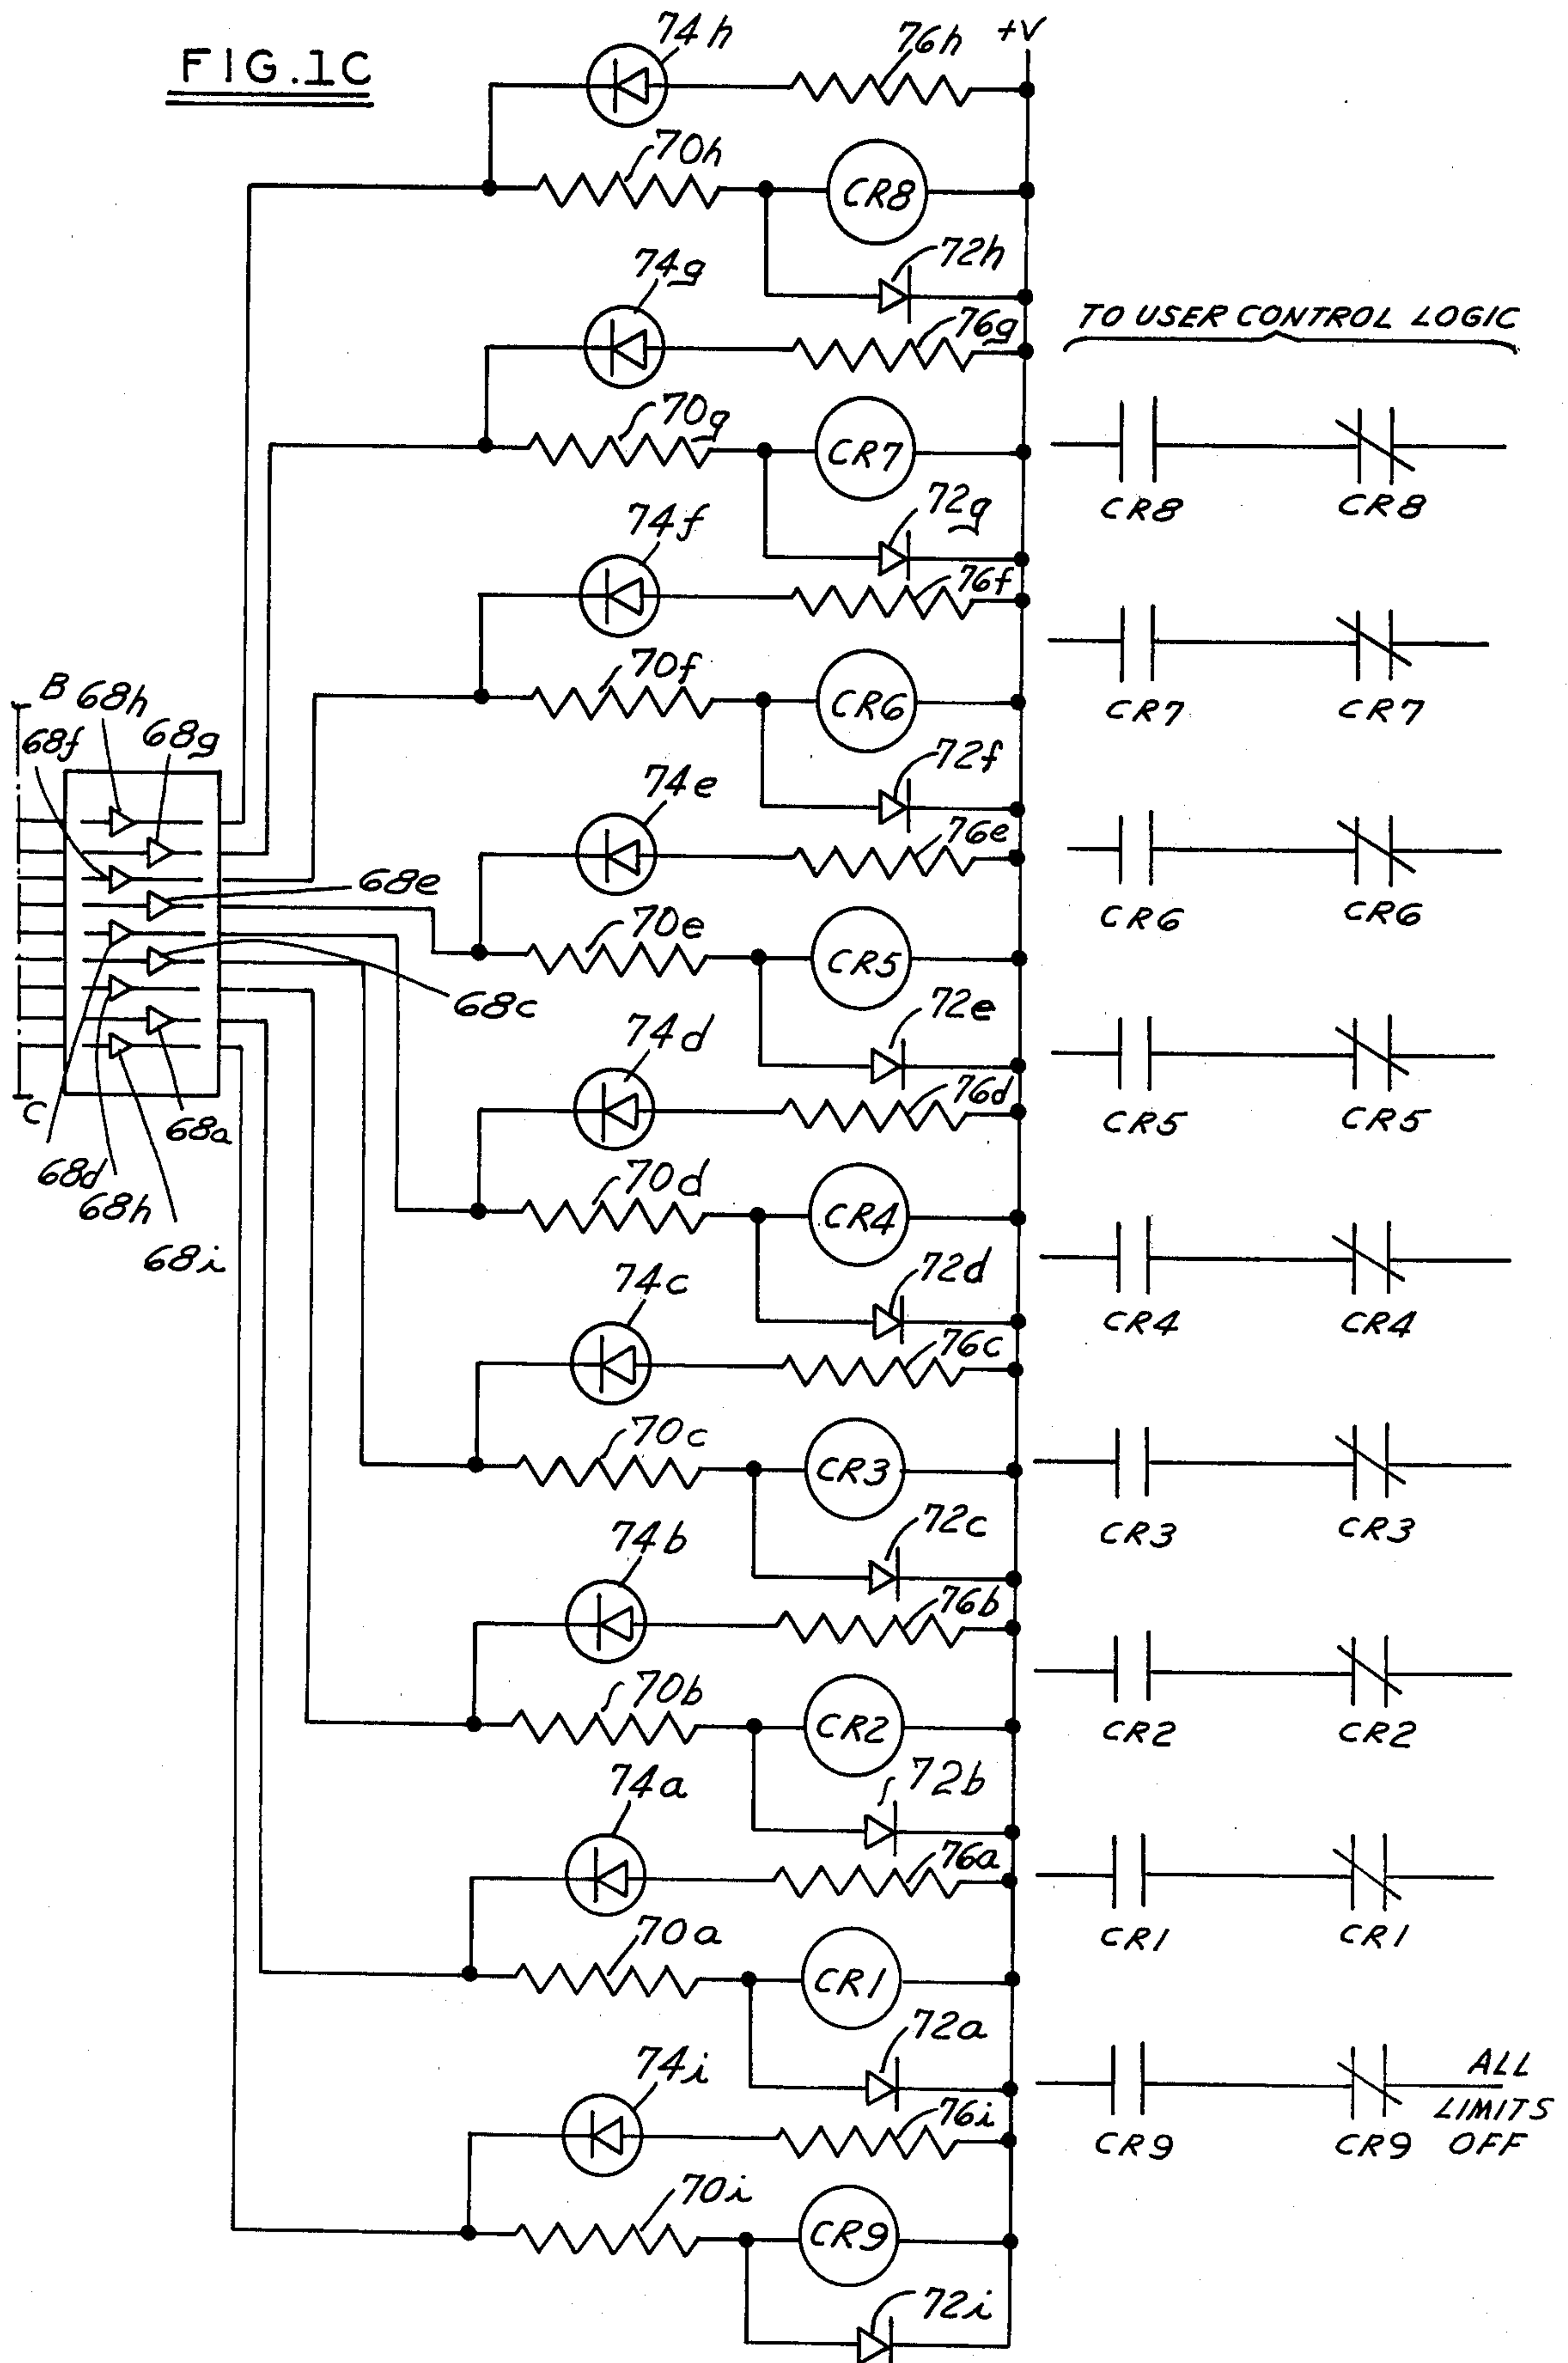 FIG.1C
74h
76h
+V
70h
CR8
72h
74g
76g
TO USER CONTROL LOGIC
70g
CR7
CR8
CR8
72g
74f
76f
70f
CR6
CR7
CR7
B
68h
68f
68g
72f
74e
76e
68e
70e
CR5
CR6
CR6
68c
72e
74d
76d
C
68a
CR5
CR5
68d
70d
68h
CR4
68i
72d
74c
CR4
CR4
76c
70c
CR3
72c
CR3
CR3
74b
76b
70b
CR2
CR2
CR2
72b
74a
76a
70a
CR1
CR1
CR1
72a
74i
ALL
76i
LIMITS
CR9
CR9
OFF
70i
CR9
72i